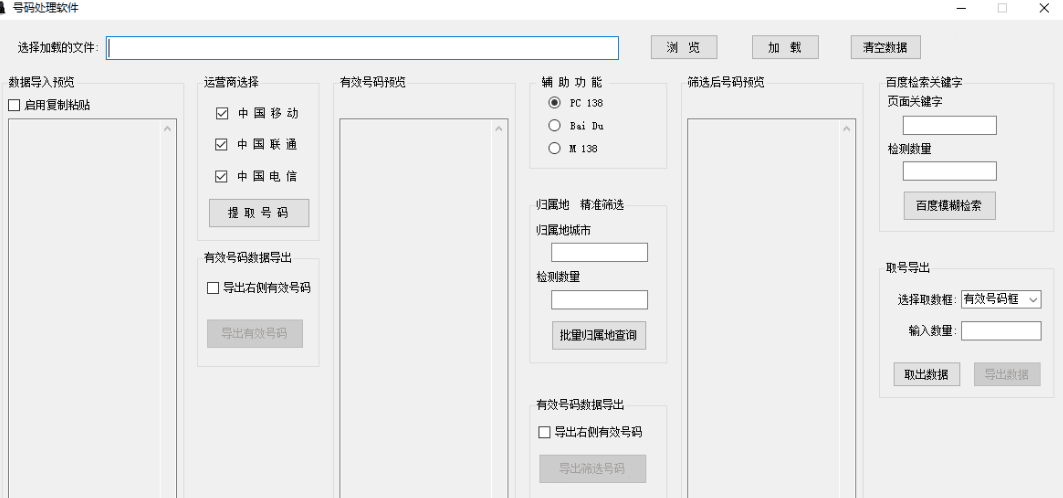 号码处理软件
选择加载的文件:
浏 览
加 载
清空数据
数据导入预览
启用复制粘贴
运营商选择
中 国 移 动
中 国 联 通
中 国 电 信
提 取 号 码
有效号码数据导出
导出右侧有效号码
导出有效号码
有效号码预览
辅 助 功 能
PC 138
Bai Du
M 138
归属地 精准筛选
归属地城市
检测数量
批量归属地查询
有效号码数据导出
导出右侧有效号码
导出筛选号码
筛选后号码预览
百度检索关键字
页面关键字
检测数量
百度模糊检索
取号导出
选择取数框:
有效号码框
输入数量:
取出数据
导出数据